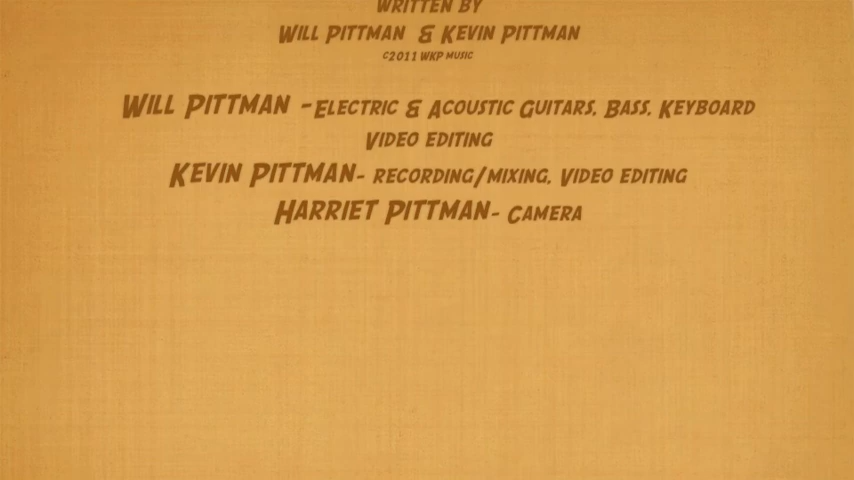 WRITTEN BY
WILL PITTMAN & KEVIN PITTMAN
©2011 WKP MUSIC
WILL PITTMAN -ELECTRIC & ACOUSTIC GUITARS, BASS, KEYBOARD
VIDEO EDITING
KEVIN PITTMAN- RECORDING/MIXING, VIDEO EDITING
HARRIET PITTMAN- CAMERA